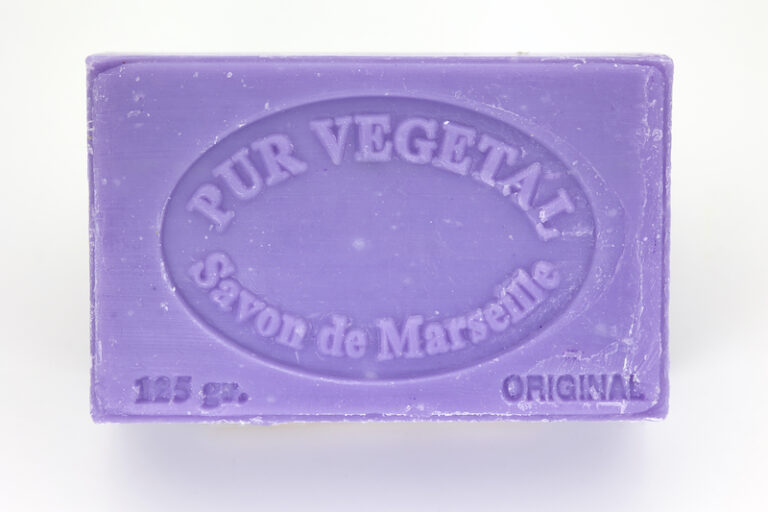 PUR VEGETAL
Savon de Marseille
125 gr.
ORIGINAL